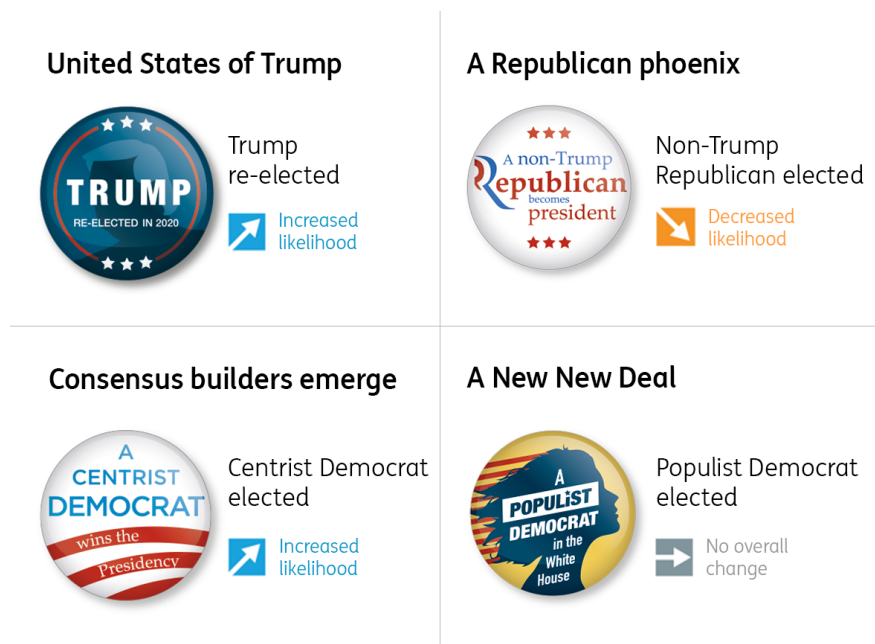 United States of Trump
TRUMP
RE-ELECTED IN 2020
Trump
re-elected
Increased
likelihood
A Republican phoenix
A non-Trump
Republican
becomes
president
Non-Trump
Republican elected
Decreased
likelihood
Consensus builders emerge
A
CENTRIST
DEMOCRAT
wins the
Presidency
Centrist Democrat
elected
Increased
likelihood
A New New Deal
A
POPULIST
DEMOCRAT
in the
White
House
Populist Democrat
elected
No overall
change